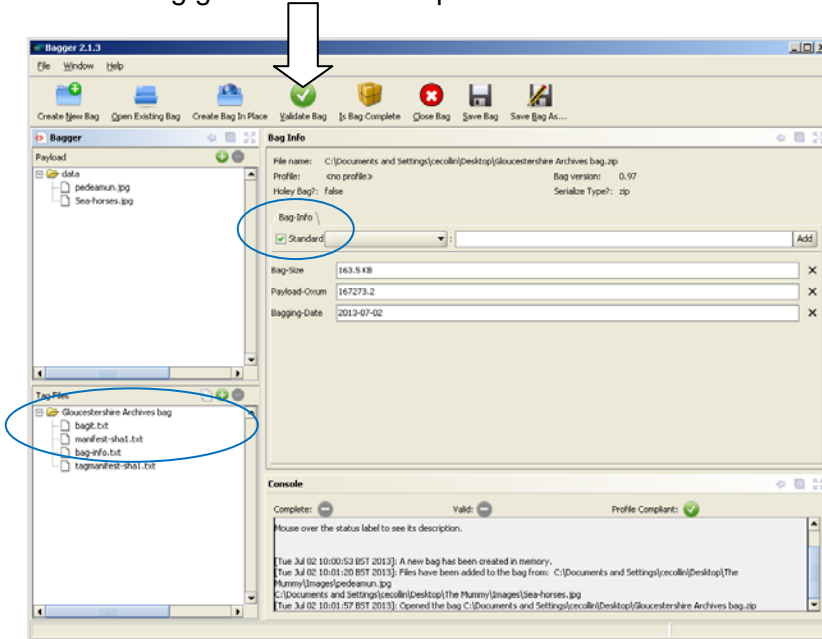 Bagger 2.1.3
File Window Help
Create New Bag Open Existing Bag Create Bag In Place Validate Bag Is Bag Complete Close Bag Save Bag Save Bag As...
Bagger
Payload
data
pedeamun.jpg
Sea-horses.jpg
Tag Files
Gloucestershire Archives bag
bagit.txt
manifest-sha1.txt
bag-info.txt
tagmanifest-sha1.txt
Bag Info
File name: C:\Documents and Settings\cecollin\Desktop\Gloucestershire Archives bag.zip
Profile: <no profile> Bag version: 0.97
Holey Bag?: false Serialize Type?: zip
Bag-Info
Standard : Add
Bag-Size 163.5 KB
Payload-Oxum 167273.2
Bagging-Date 2013-07-02
Console
Complete: Valid: Profile Compliant:
Mouse over the status label to see its description.
[Tue Jul 02 10:00:53 BST 2013]: A new bag has been created in memory.
[Tue Jul 02 10:01:20 BST 2013]: Files have been added to the bag from: C:\Documents and Settings\cecollin\Desktop\The
Mummy\Images\pedeamun.jpg
C:\Documents and Settings\cecollin\Desktop\The Mummy\Images\Sea-horses.jpg
[Tue Jul 02 10:01:57 BST 2013]: Opened the bag C:\Documents and Settings\cecollin\Desktop\Gloucestershire Archives bag.zip